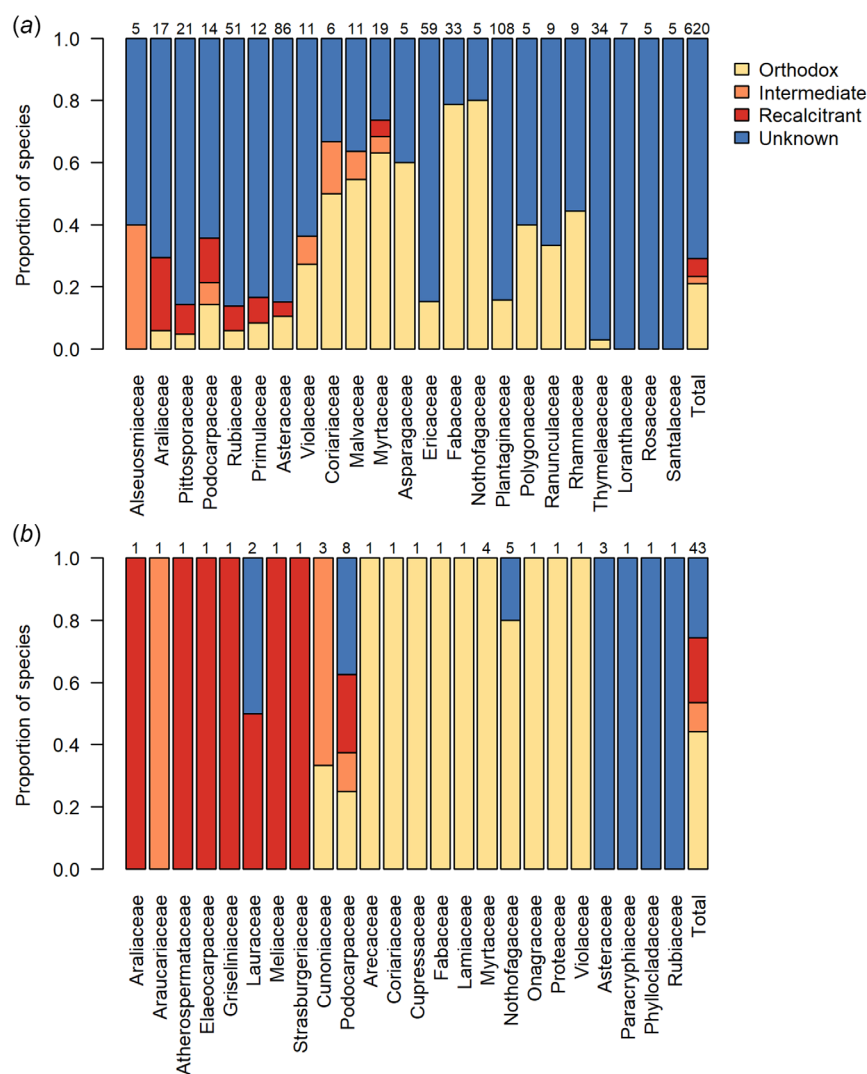 (a)
5 17 21 14 51 12 86 11 6 11 19 5 59 33 5 108 5 9 9 34 7 5 5 620
1.0
0.8
0.6
0.4
0.2
0.0
Proportion of species
Orthodox
Intermediate
Recalcitrant
Unknown
Alseuosmiaceae
Araliaceae
Pittosporaceae
Podocarpaceae
Rubiaceae
Primulaceae
Asteraceae
Violaceae
Coriariaceae
Malvaceae
Myrtaceae
Asparagaceae
Ericaceae
Fabaceae
Nothofagaceae
Plantaginaceae
Polygonaceae
Ranunculaceae
Rhamnaceae
Thymelaeaceae
Loranthaceae
Rosaceae
Santalaceae
Total
(b)
1 1 1 1 1 2 1 1 3 8 1 1 1 1 1 4 5 1 1 1 3 1 1 1 43
1.0
0.8
0.6
0.4
0.2
0.0
Proportion of species
Araliaceae
Araucariaceae
Atherospermataceae
Elaeocarpaceae
Griseliniaceae
Lauraceae
Meliaceae
Strasburgeriaceae
Cunoniaceae
Podocarpaceae
Arecaceae
Coriariaceae
Cupressaceae
Fabaceae
Lamiaceae
Myrtaceae
Nothofagaceae
Onagraceae
Proteaceae
Violaceae
Asteraceae
Paracryphiaceae
Phyllocladaceae
Rubiaceae
Total